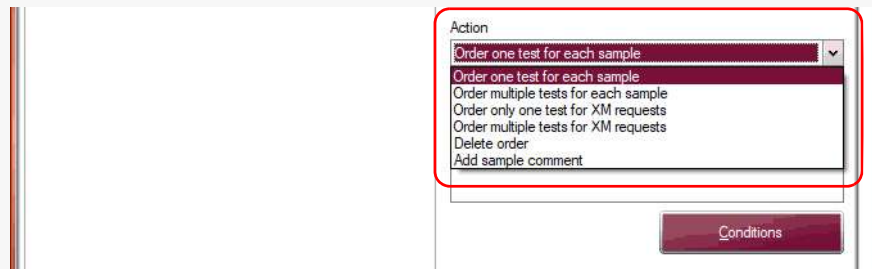 Action
Order one test for each sample
Order one test for each sample
Order multiple tests for each sample
Order only one test for XM requests
Order multiple tests for XM requests
Delete order
Add sample comment
Conditions